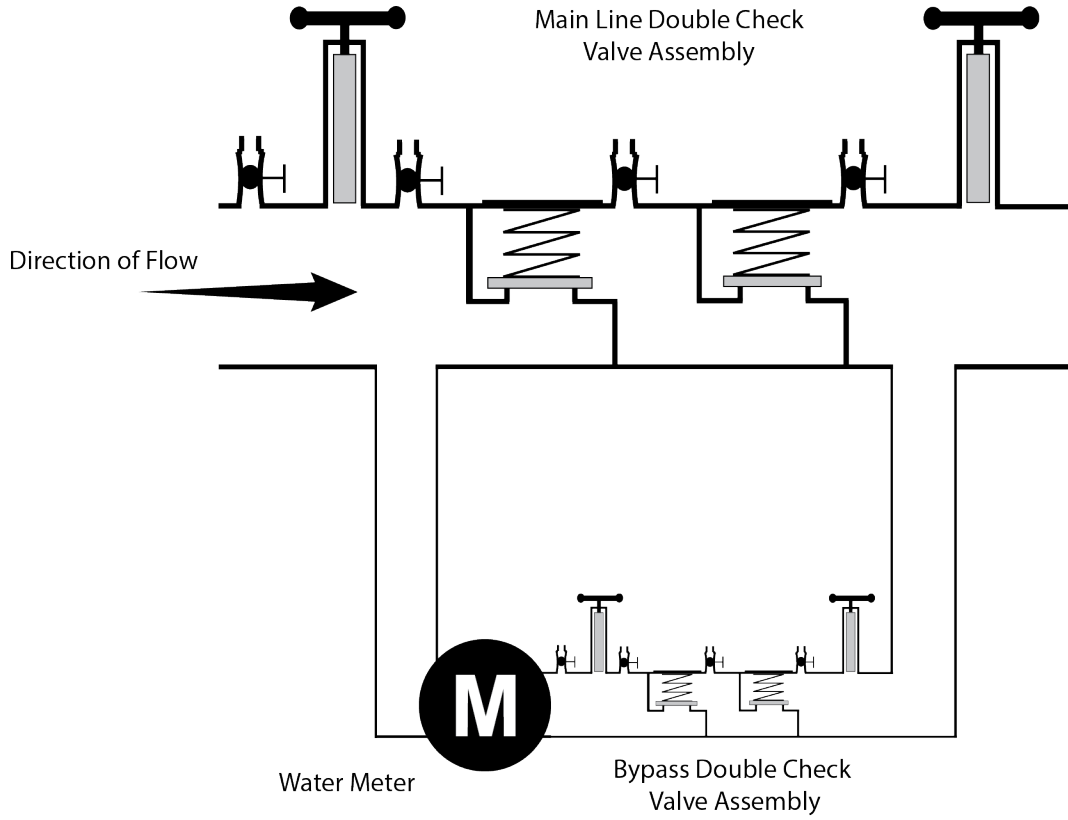 Main Line Double Check
Valve Assembly
Direction of Flow
M
Water Meter
Bypass Double Check
Valve Assembly